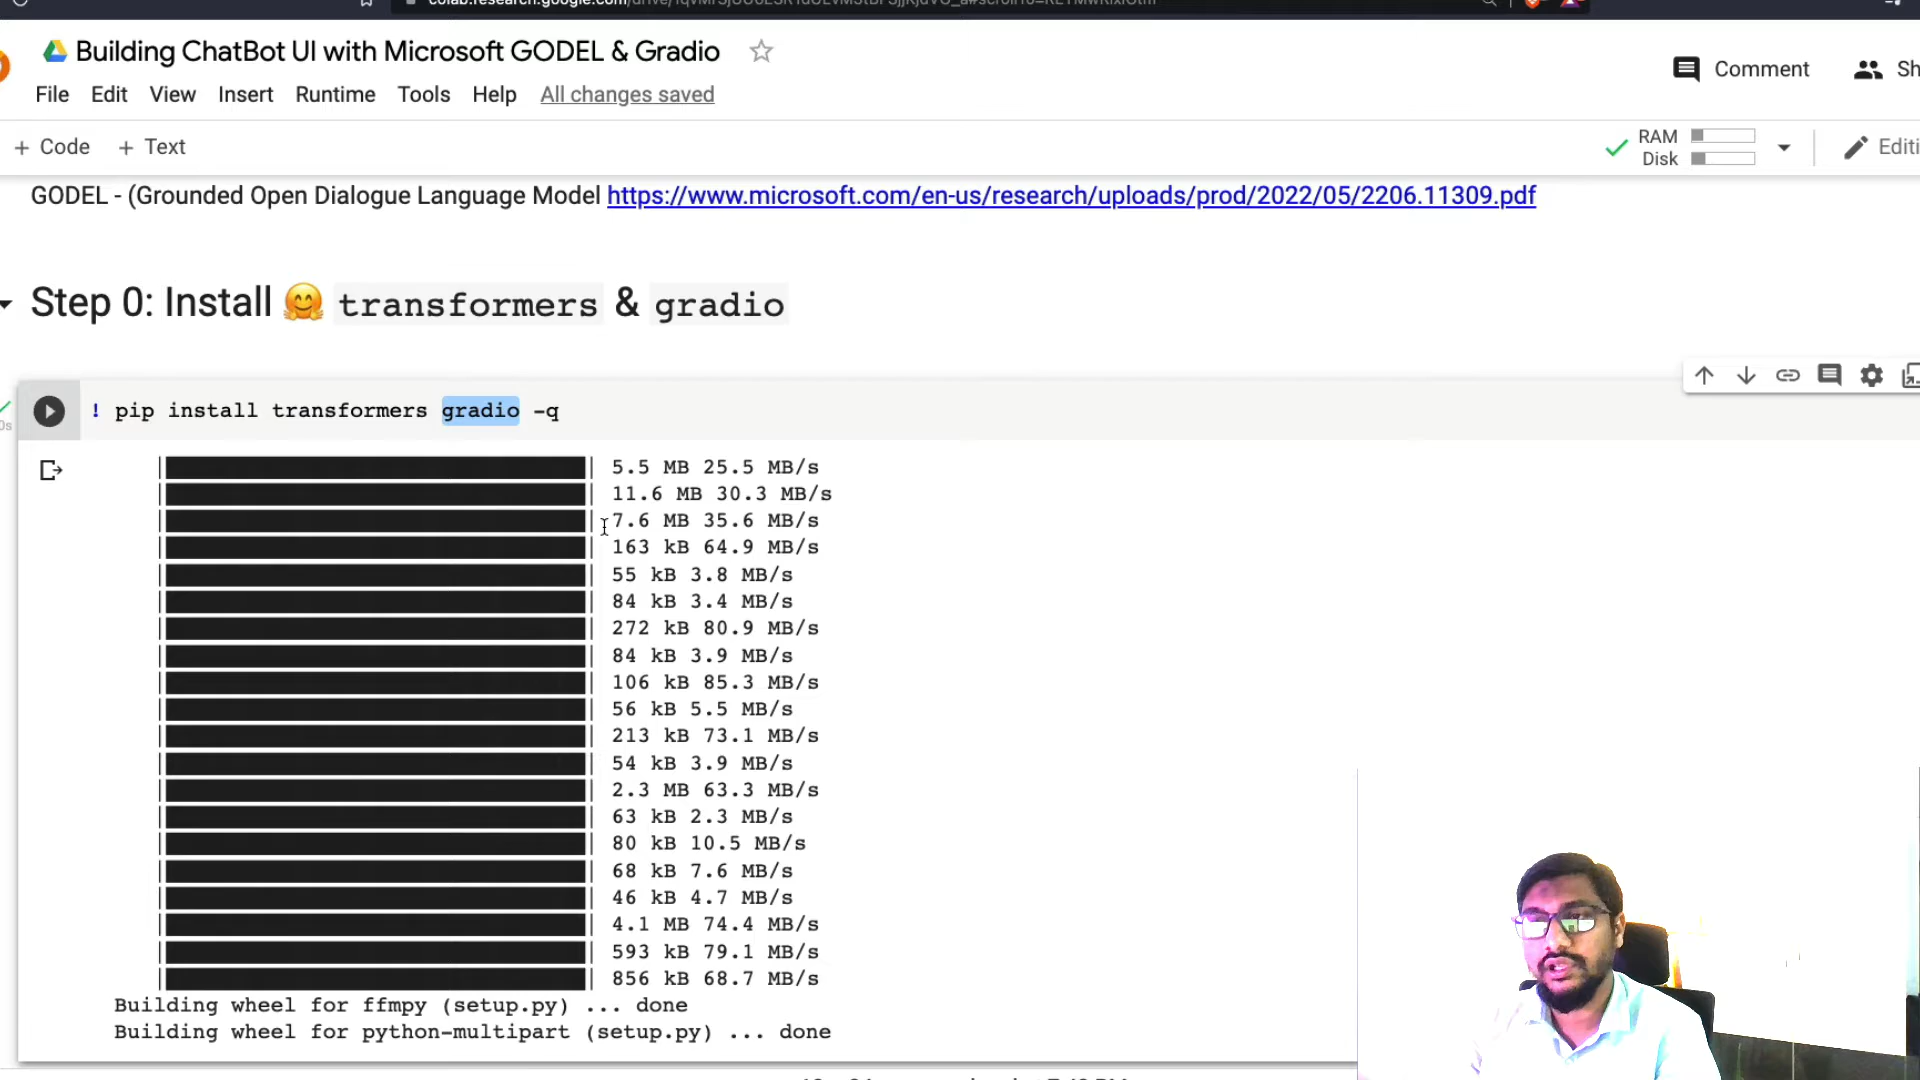 Building ChatBot UI with Microsoft GODEL & Gradio
Comment
File Edit View Insert Runtime Tools Help All changes saved
+ Code + Text
RAM
Disk
GODEL - (Grounded Open Dialogue Language Model https://www.microsoft.com/en-us/research/uploads/prod/2022/05/2206.11309.pdf
Step 0: Install 🤗 transformers & gradio
! pip install transformers gradio -q
5.5 MB 25.5 MB/s
11.6 MB 30.3 MB/s
7.6 MB 35.6 MB/s
163 kB 64.9 MB/s
55 kB 3.8 MB/s
84 kB 3.4 MB/s
272 kB 80.9 MB/s
84 kB 3.9 MB/s
106 kB 85.3 MB/s
56 kB 5.5 MB/s
213 kB 73.1 MB/s
54 kB 3.9 MB/s
2.3 MB 63.3 MB/s
63 kB 2.3 MB/s
80 kB 10.5 MB/s
68 kB 7.6 MB/s
46 kB 4.7 MB/s
4.1 MB 74.4 MB/s
593 kB 79.1 MB/s
856 kB 68.7 MB/s
Building wheel for ffmpy (setup.py) ... done
Building wheel for python-multipart (setup.py) ... done